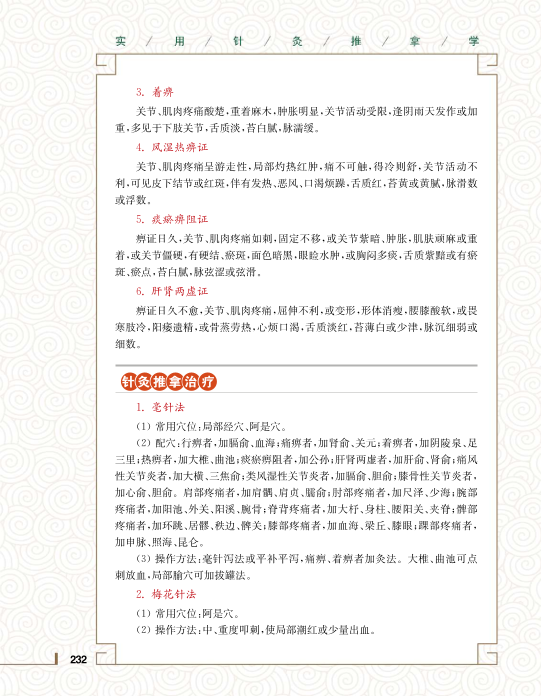 实 / 用 / 针 / 灸 / 推 / 拿 / 学
3. 着痹
关节、肌肉疼痛酸楚,重着麻木,肿胀明显,关节活动受限,逢阴雨天发作或加
重,多见于下肢关节,舌质淡,苔白腻,脉濡缓。
4. 风湿热痹证
关节、肌肉疼痛呈游走性,局部灼热红肿,痛不可触,得冷则舒,关节活动不
利,可见皮下结节或红斑,伴有发热、恶风、口渴烦躁,舌质红,苔黄或黄腻,脉滑数
或浮数。
5. 痰瘀痹阻证
痹证日久,关节、肌肉疼痛如刺,固定不移,或关节紫暗、肿胀,肌肤顽麻或重
着,或关节僵硬,有硬结、瘀斑,面色暗黑,眼睑水肿,或胸闷多痰,舌质紫黯或有瘀
斑、瘀点,苔白腻,脉弦涩或弦滑。
6. 肝肾两虚证
痹证日久不愈,关节、肌肉疼痛,屈伸不利,或变形,形体消瘦,腰膝酸软,或畏
寒肢冷,阳痿遗精,或骨蒸劳热,心烦口渴,舌质淡红,苔薄白或少津,脉沉细弱或
细数。
针灸推拿治疗
1. 毫针法
(1) 常用穴位:局部经穴、阿是穴。
(2) 配穴:行痹者,加膈俞、血海;痛痹者,加肾俞、关元;着痹者,加阴陵泉、足
三里;热痹者,加大椎、曲池;痰瘀痹阻者,加公孙;肝肾两虚者,加肝俞、肾俞;痛风
性关节炎者,加大横、三焦俞;类风湿性关节炎者,加膈俞、胆俞;膝骨性关节炎者,
加心俞、胆俞。肩部疼痛者,加肩髃、肩贞、臑俞;肘部疼痛者,加尺泽、少海;腕部
疼痛者,加阳池、外关、阳溪、腕骨;脊背疼痛者,加大杼、身柱、腰阳关、夹脊;髀部
疼痛者,加环跳、居髎、秩边、髀关;膝部疼痛者,加血海、梁丘、膝眼;踝部疼痛者,
加申脉、照海、昆仑。
(3) 操作方法:毫针泻法或平补平泻,痛痹、着痹者加灸法。大椎、曲池可点
刺放血,局部腧穴可加拔罐法。
2. 梅花针法
(1) 常用穴位:阿是穴。
(2) 操作方法:中、重度叩刺,使局部潮红或少量出血。
232